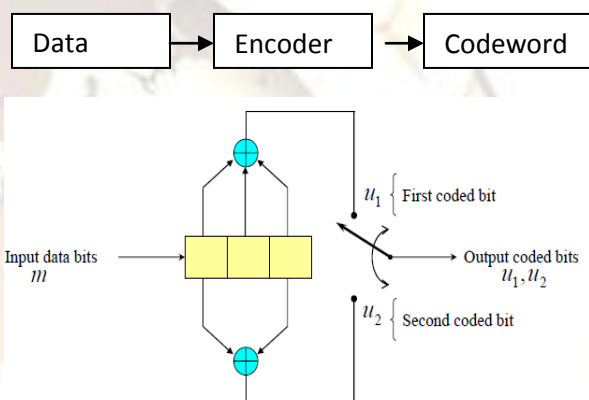 Data Encoder Codeword
u₁ { First coded bit
Input data bits
m
Output coded bits
u₁, u₂
u₂ { Second coded bit